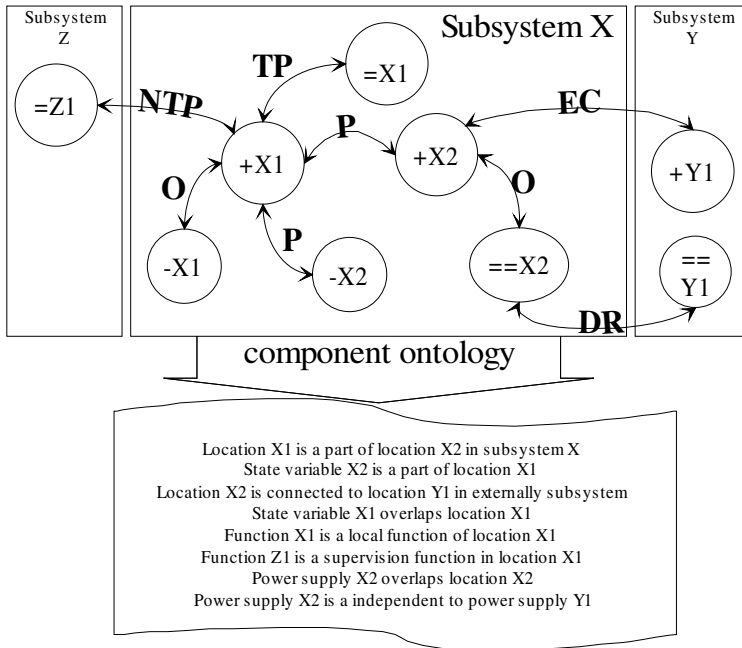 Subsystem
Z
Subsystem X
Subsystem
Y
TP
=X1
=Z1
NTP
EC
P
+X1
+X2
+Y1
O
O
P
-X1
-X2
==X2
==
Y1
DR
component ontology
Location X1 is a part of location X2 in subsystem X
State variable X2 is a part of location X1
Location X2 is connected to location Y1 in externally subsystem
State variable X1 overlaps location X1
Function X1 is a local function of location X1
Function Z1 is a supervision function in location X1
Power supply X2 overlaps location X2
Power supply X2 is a independent to power supply Y1